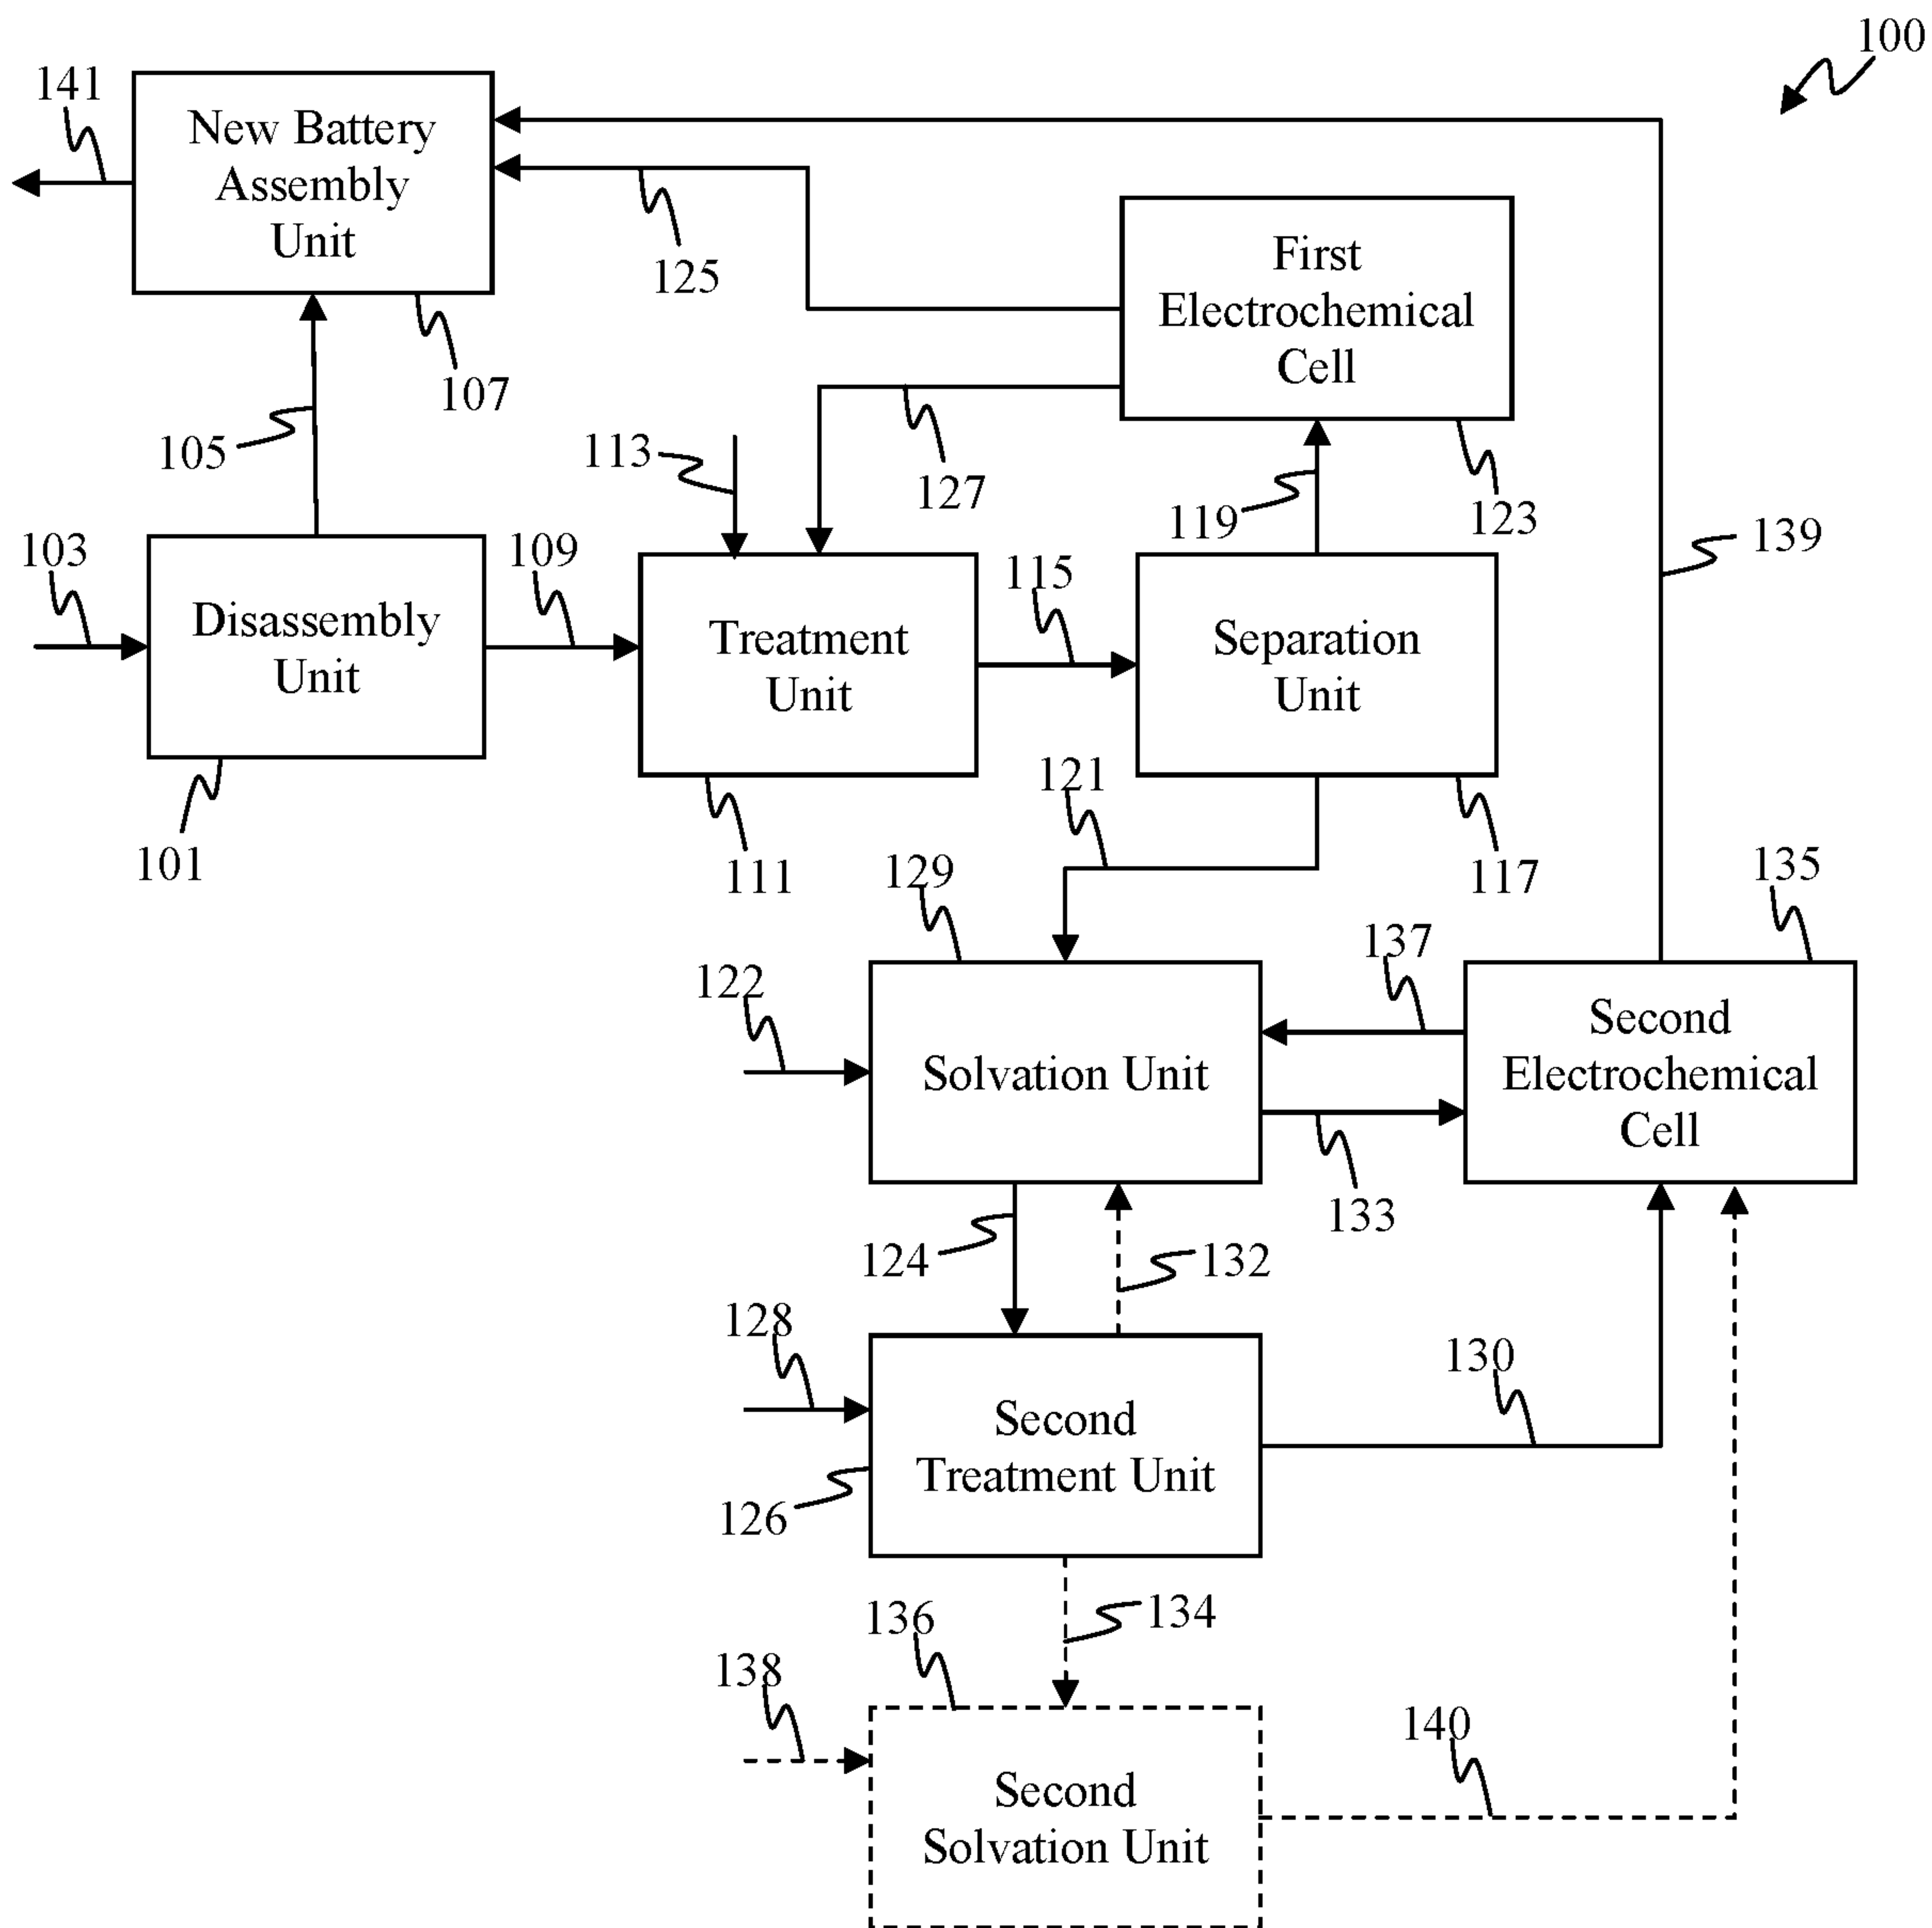 100
141
New Battery
Assembly
Unit
125
First
Electrochemical
Cell
107
105
113
127
119
123
139
103
109
115
Disassembly
Unit
Treatment
Unit
Separation
Unit
121
101
111
129
117
135
137
122
Solvation Unit
Second
Electrochemical
Cell
133
124
132
128
130
Second
Treatment Unit
126
134
136
138
140
Second
Solvation Unit